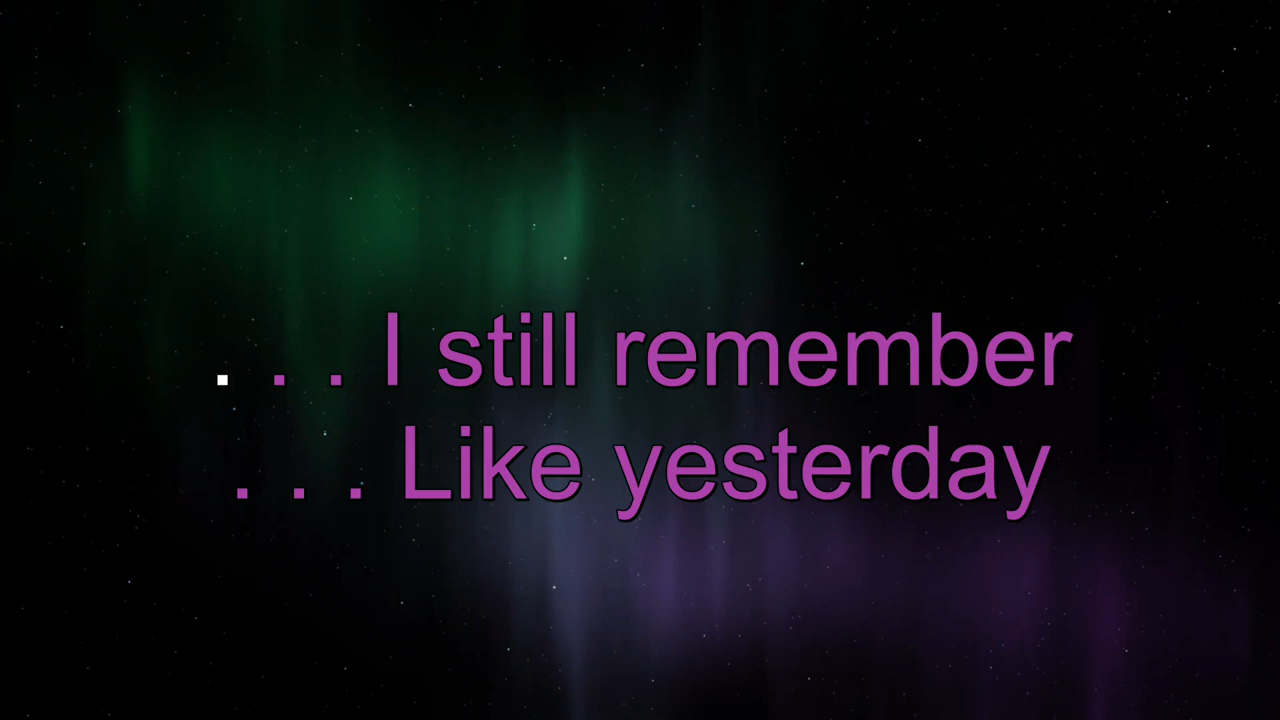 . . . I still remember
. . . Like yesterday